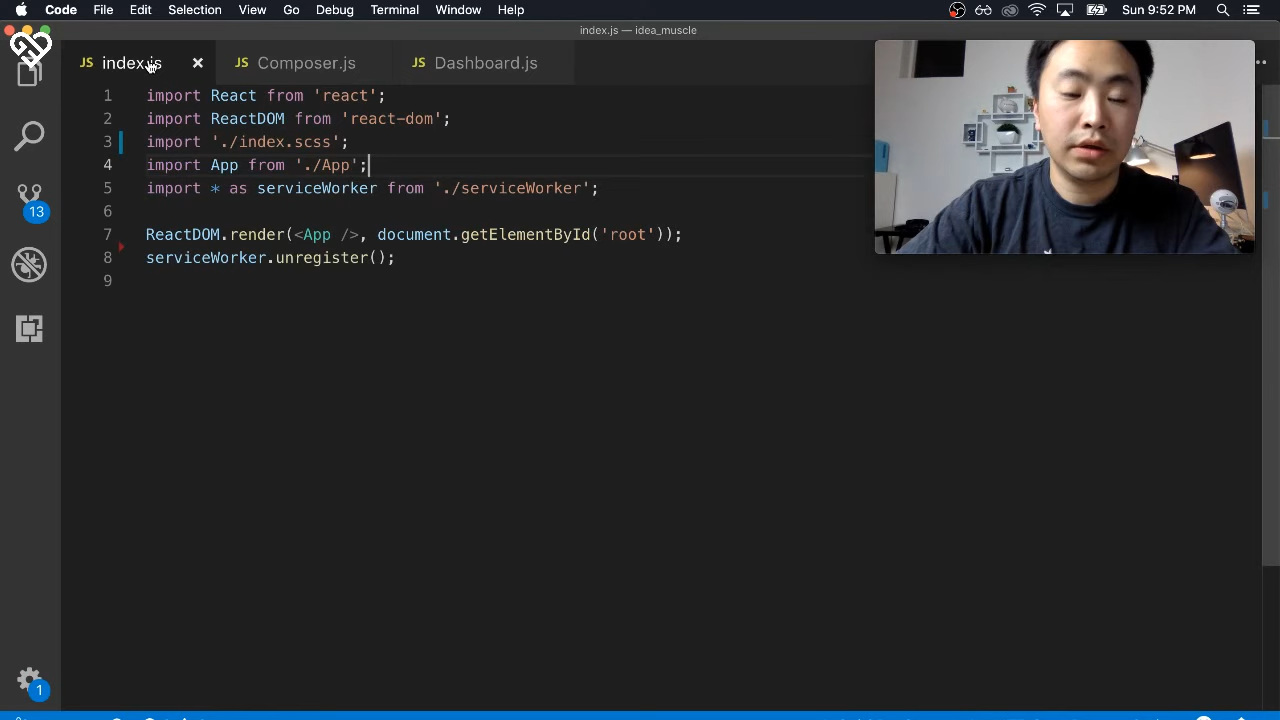 Code File Edit Selection View Go Debug Terminal Window Help Sun 9:52 PM
index.js — idea_muscle
JS index.js JS Composer.js JS Dashboard.js
1 import React from 'react';
2 import ReactDOM from 'react-dom';
3 import './index.scss';
4 import App from './App';
5 import * as serviceWorker from './serviceWorker';
6
7 ReactDOM.render(<App />, document.getElementById('root'));
8 serviceWorker.unregister();
9
13
1